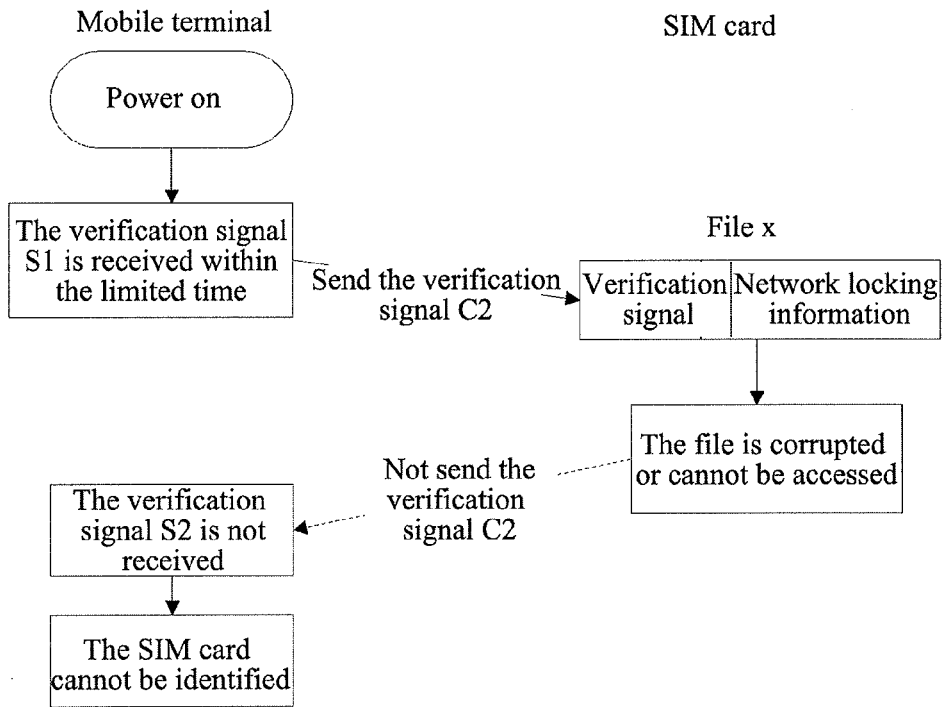 Mobile terminal
SIM card
Power on
The verification signal
S1 is received within
the limited time
Send the verification
signal C2
File x
Verification
signal
Network locking
information
The file is corrupted
or cannot be accessed
Not send the
verification
signal C2
The verification
signal S2 is not
received
The SIM card
cannot be identified